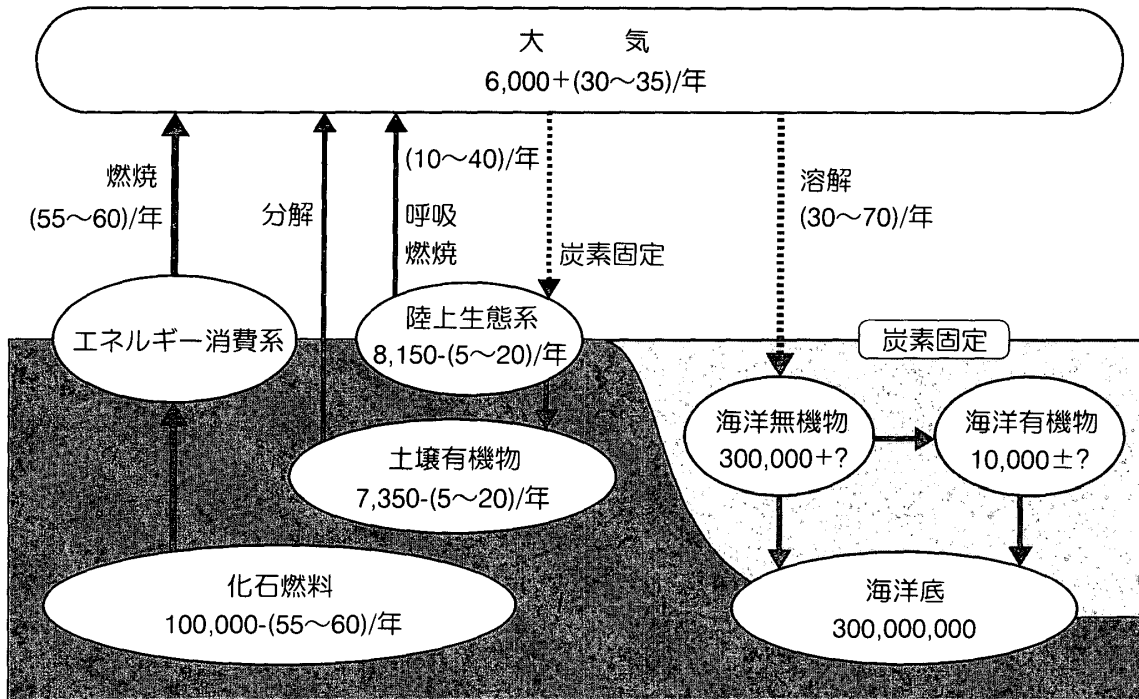 大　気
6,000+(30〜35)/年
燃焼
(55〜60)/年
分解
(10〜40)/年
呼吸
燃焼
炭素固定
溶解
(30〜70)/年
エネルギー消費系
陸上生態系
8,150-(5〜20)/年
炭素固定
土壌有機物
7,350-(5〜20)/年
海洋無機物
300,000+?
海洋有機物
10,000±?
化石燃料
100,000-(55〜60)/年
海洋底
300,000,000